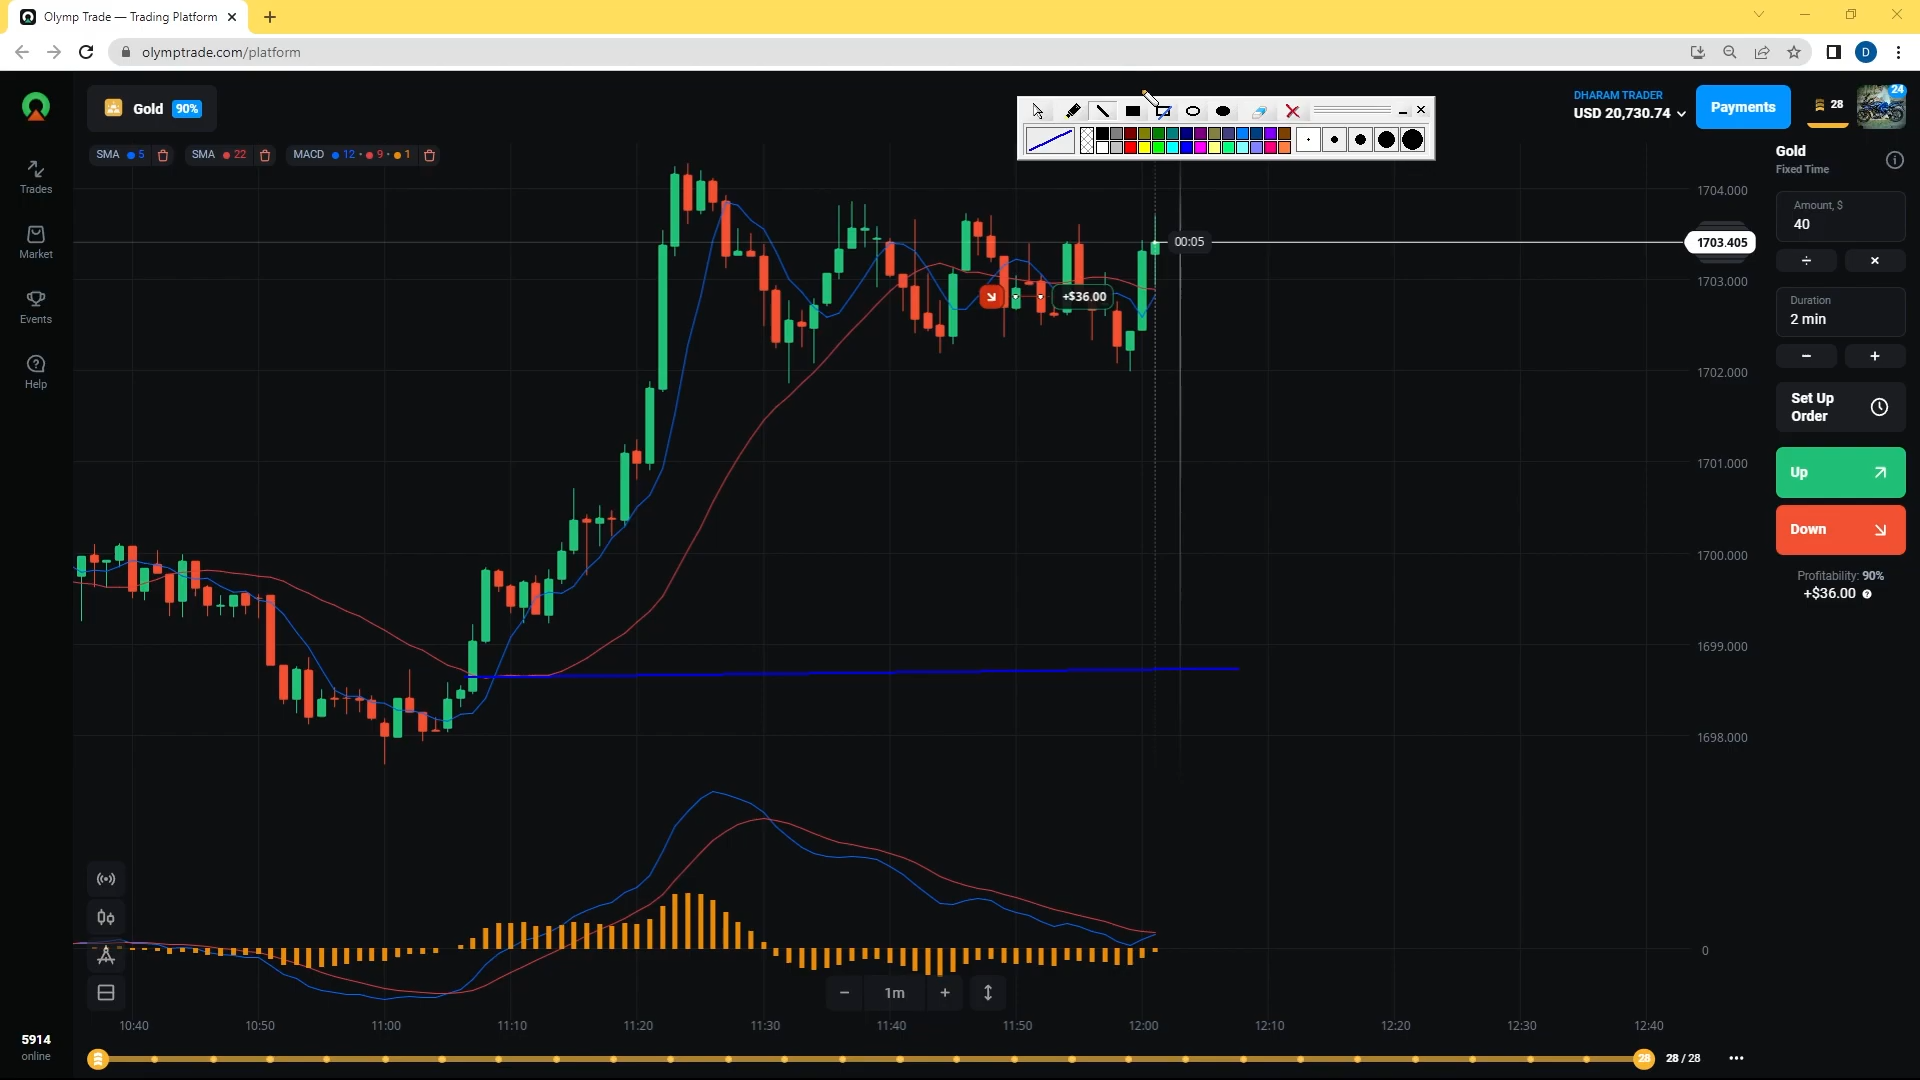 Olymp Trade — Trading Platform
olymptrade.com/platform
D
Gold 90%
DHARAM TRADER
USD 20,730.74
Payments
28
24
SMA 5
SMA 22
MACD 12 · 9 · 1
Trades
Market
Events
Help
1704.000
1703.405
1703.000
1702.000
1701.000
1700.000
1699.000
1698.000
0
00:05
+$36.00
Gold
Fixed Time
Amount, $
40
÷ ×
Duration
2 min
− +
Set Up
Order
Up
Down
Profitability: 90%
+$36.00
− 1m +
10:40 10:50 11:00 11:10 11:20 11:30 11:40 11:50 12:00 12:10 12:20 12:30 12:40
5914
online
28
28 / 28